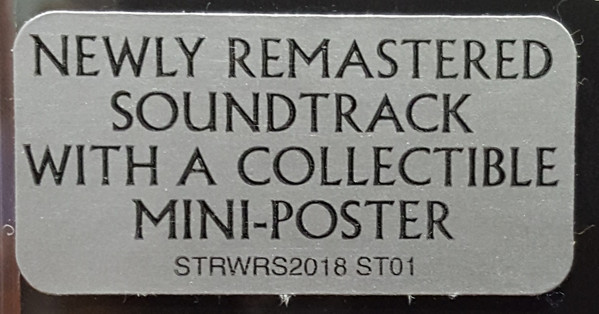 NEWLY REMASTERED
SOUNDTRACK
WITH A COLLECTIBLE
MINI-POSTER
STRWRS2018 ST01